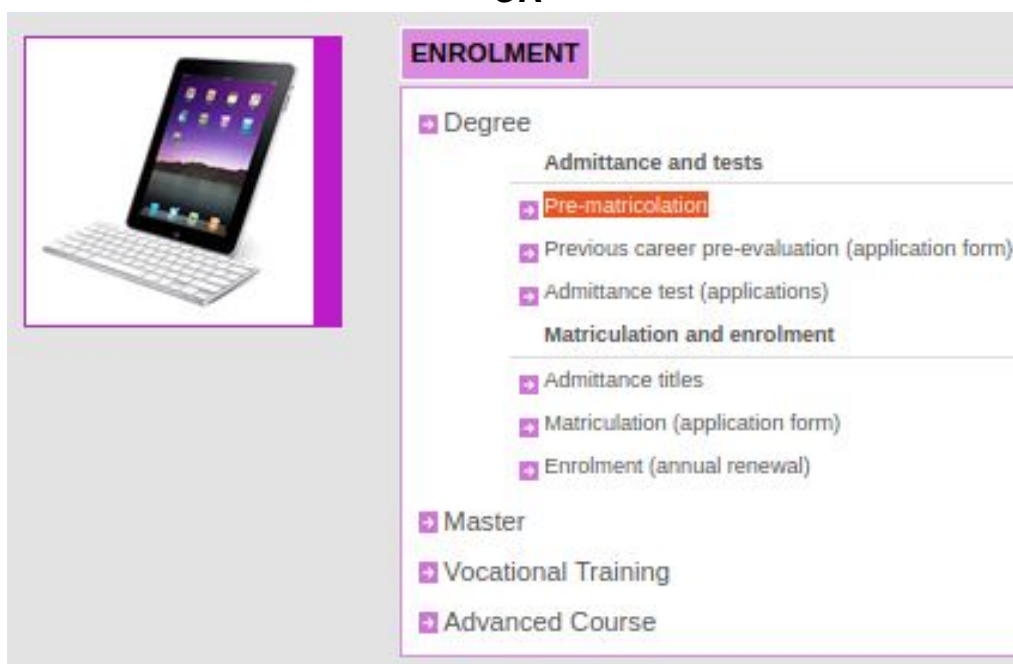 ENROLMENT
Degree
Admittance and tests
Pre-matricolation
Previous career pre-evaluation (application form)
Admittance test (applications)
Matriculation and enrolment
Admittance titles
Matriculation (application form)
Enrolment (annual renewal)
Master
Vocational Training
Advanced Course